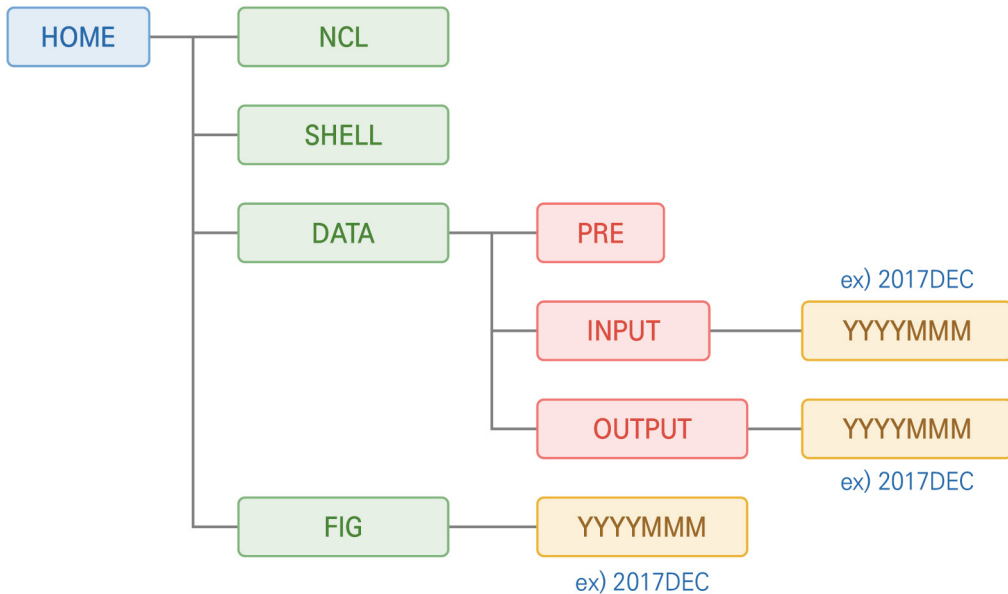 HOME
NCL
SHELL
DATA
PRE
ex) 2017DEC
INPUT
YYYYMMM
OUTPUT
YYYYMMM
ex) 2017DEC
FIG
YYYYMMM
ex) 2017DEC